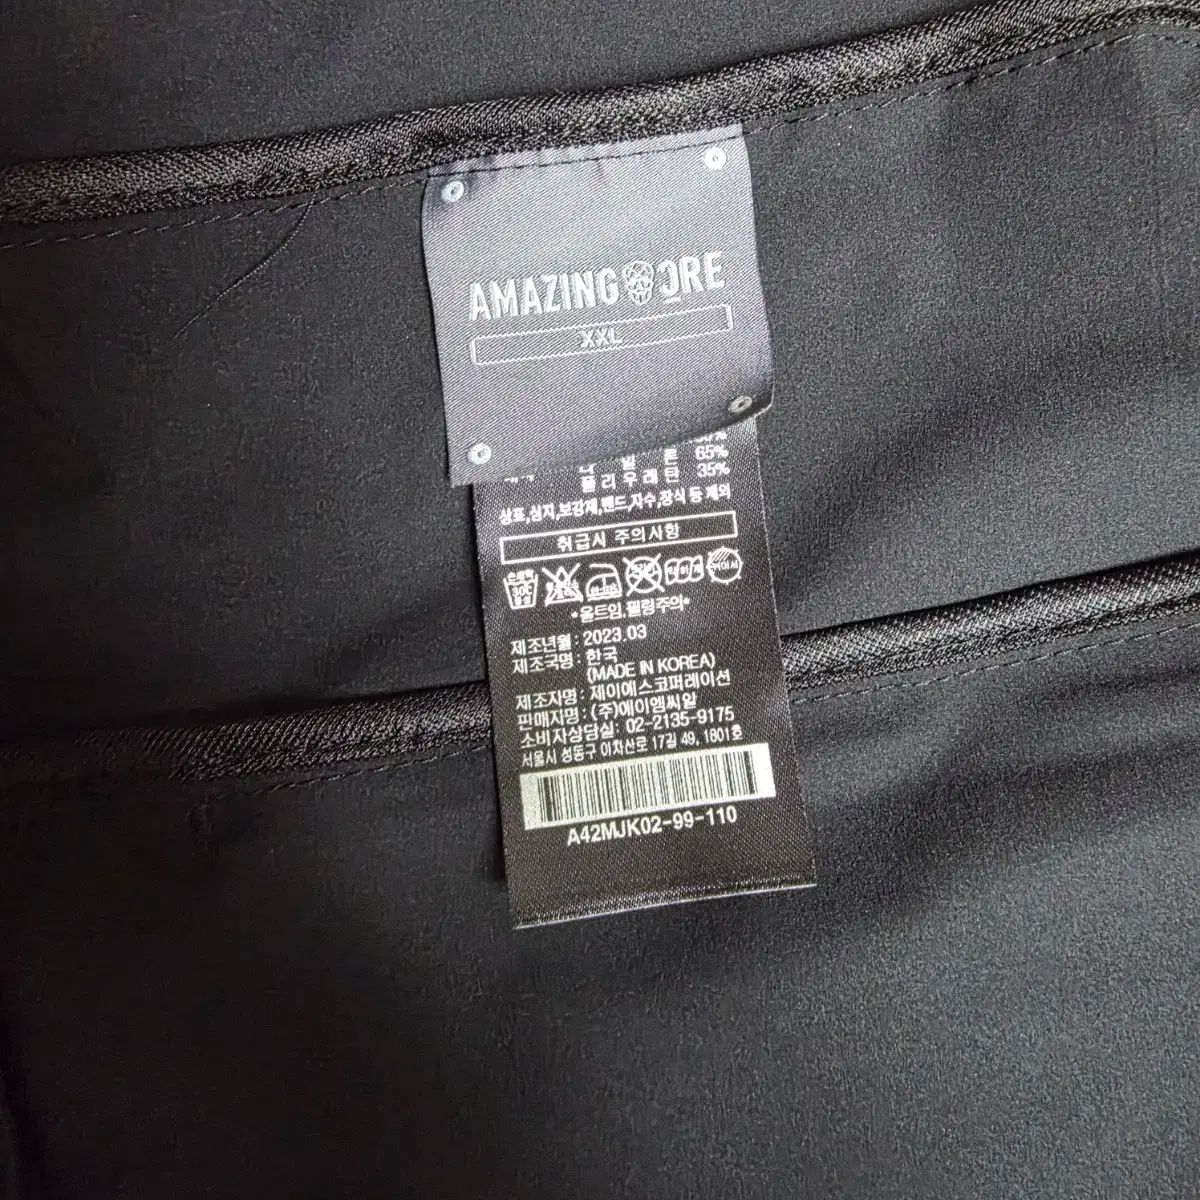 AMAZING CRE
XXL
나 일 론 65%
폴리우레탄 35%
상표,심지,보강제,밴드,자수,장식 등 제외
취급시 주의사항
*올트임,필링주의*
제조년월: 2023.03
제조국명: 한국
(MADE IN KOREA)
제조자명: 제이에스코퍼레이션
판매자명: (주)에이엠씨알
소비자상담실: 02-2135-9175
서울시 성동구 이차산로 17길 49, 1801호
A42MJK02-99-110